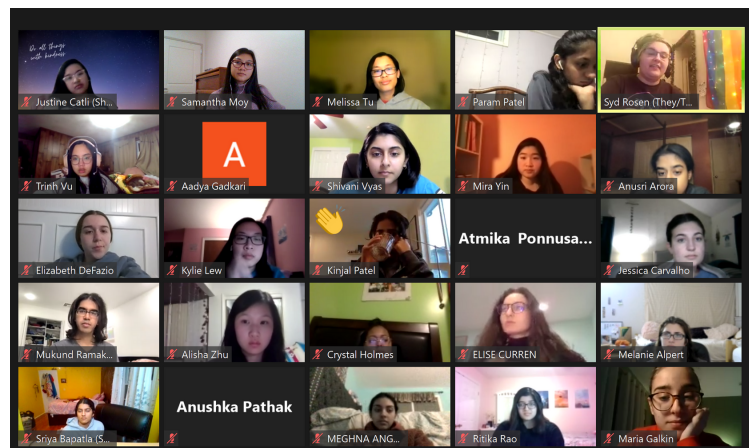 Do all things
with kindness.
Justine Catli (Sh...
Samantha Moy
Melissa Tu
Param Patel
Syd Rosen (They/T...
Trinh Vu
A
Aadya Gadkari
Shivani Vyas
Mira Yin
Anusri Arora
Elizabeth DeFazio
Kylie Lew
Kinjal Patel
Atmika Ponnusa...
Jessica Carvalho
Mukund Ramak...
Alisha Zhu
Crystal Holmes
ELISE CURREN
Melanie Alpert
Sriya Bapatla (S...
Anushka Pathak
MEGHNA ANG...
Ritika Rao
Maria Galkin